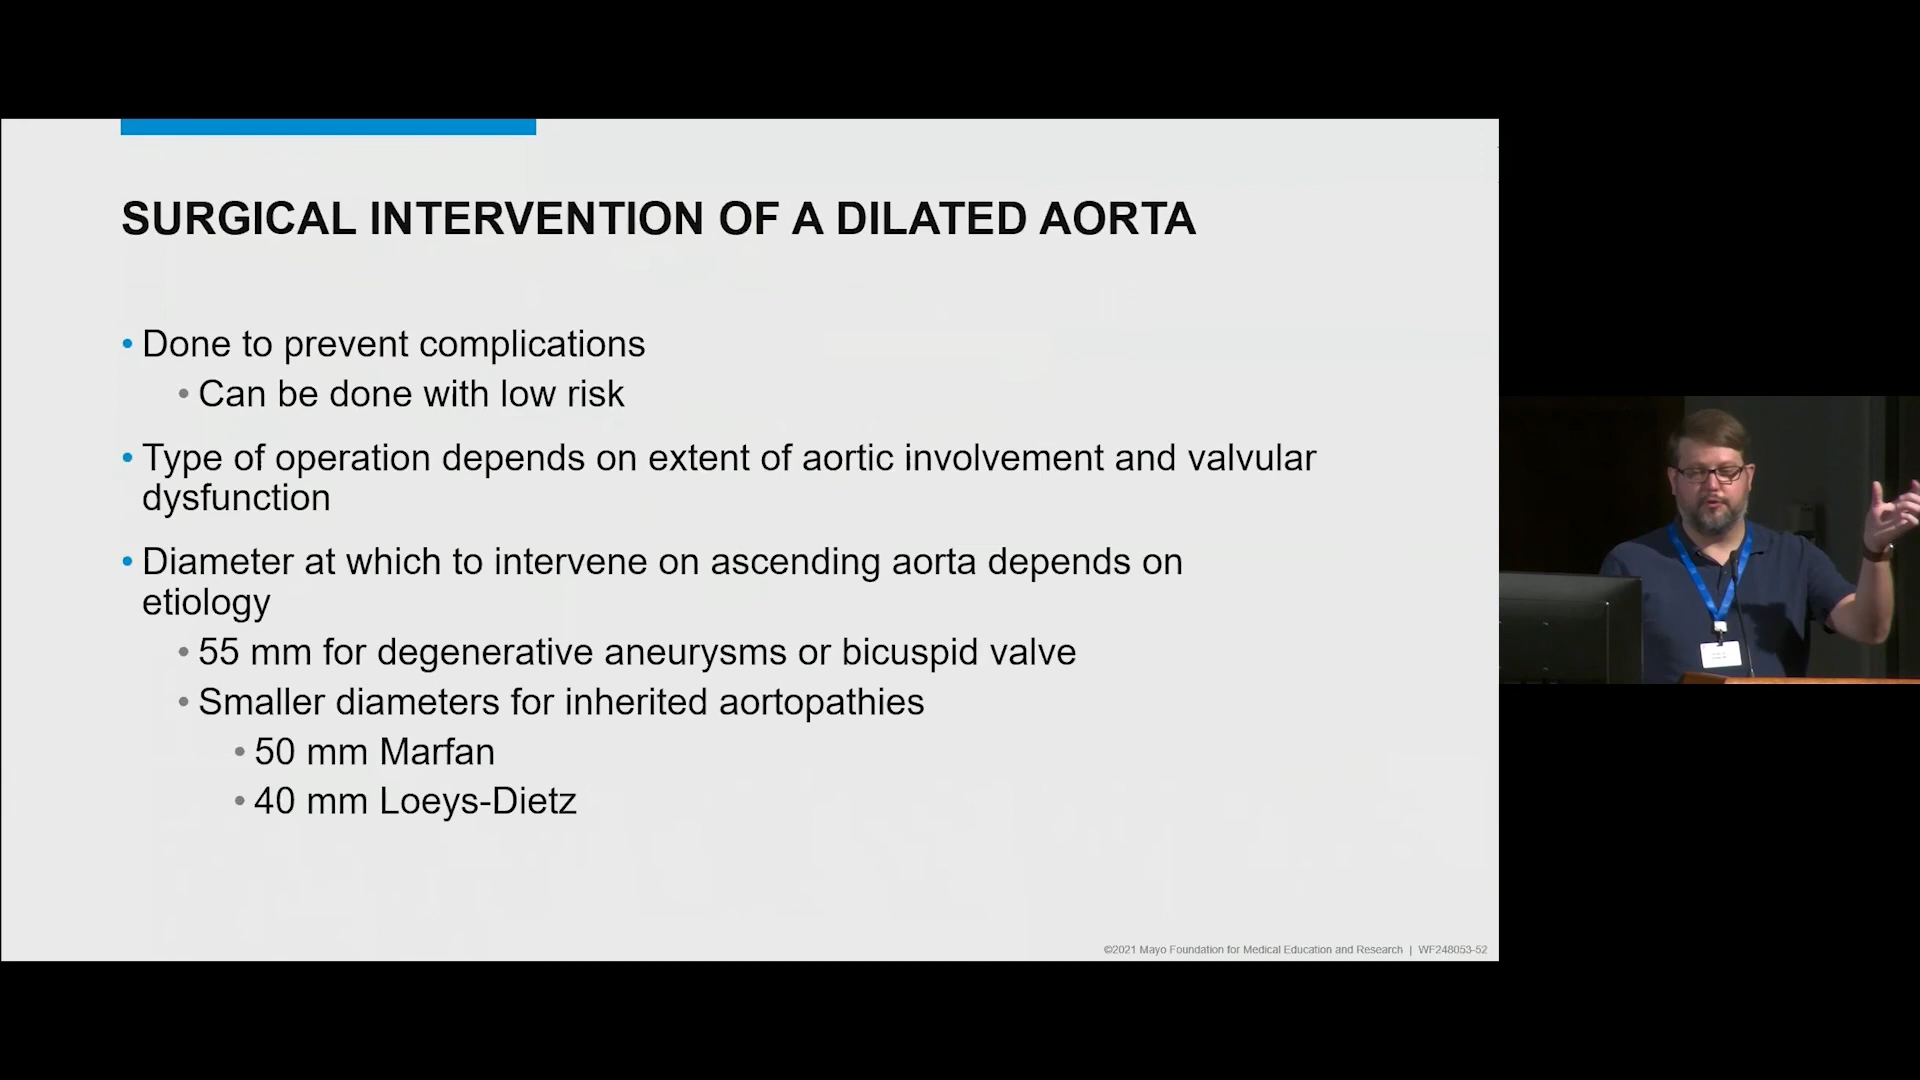 SURGICAL INTERVENTION OF A DILATED AORTA
• Done to prevent complications
• Can be done with low risk
• Type of operation depends on extent of aortic involvement and valvular
dysfunction
• Diameter at which to intervene on ascending aorta depends on
etiology
• 55 mm for degenerative aneurysms or bicuspid valve
• Smaller diameters for inherited aortopathies
• 50 mm Marfan
• 40 mm Loeys-Dietz
©2021 Mayo Foundation for Medical Education and Research | WF248053-52